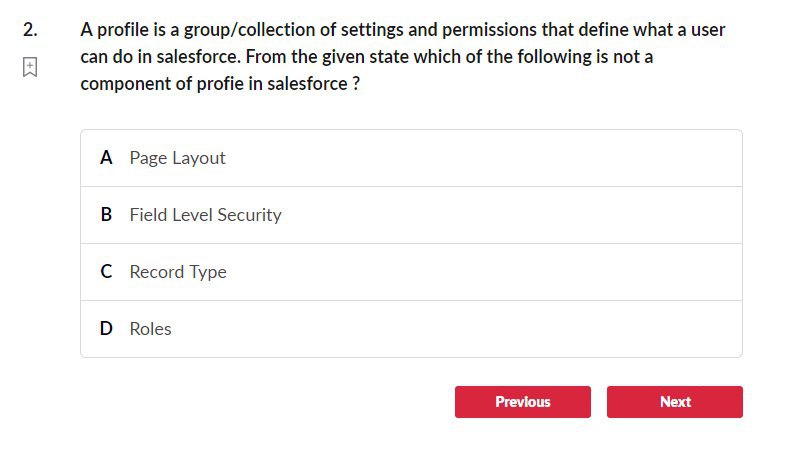 2. A profile is a group/collection of settings and permissions that define what a user
can do in salesforce. From the given state which of the following is not a
component of profie in salesforce ?
A Page Layout
B Field Level Security
C Record Type
D Roles
Previous Next